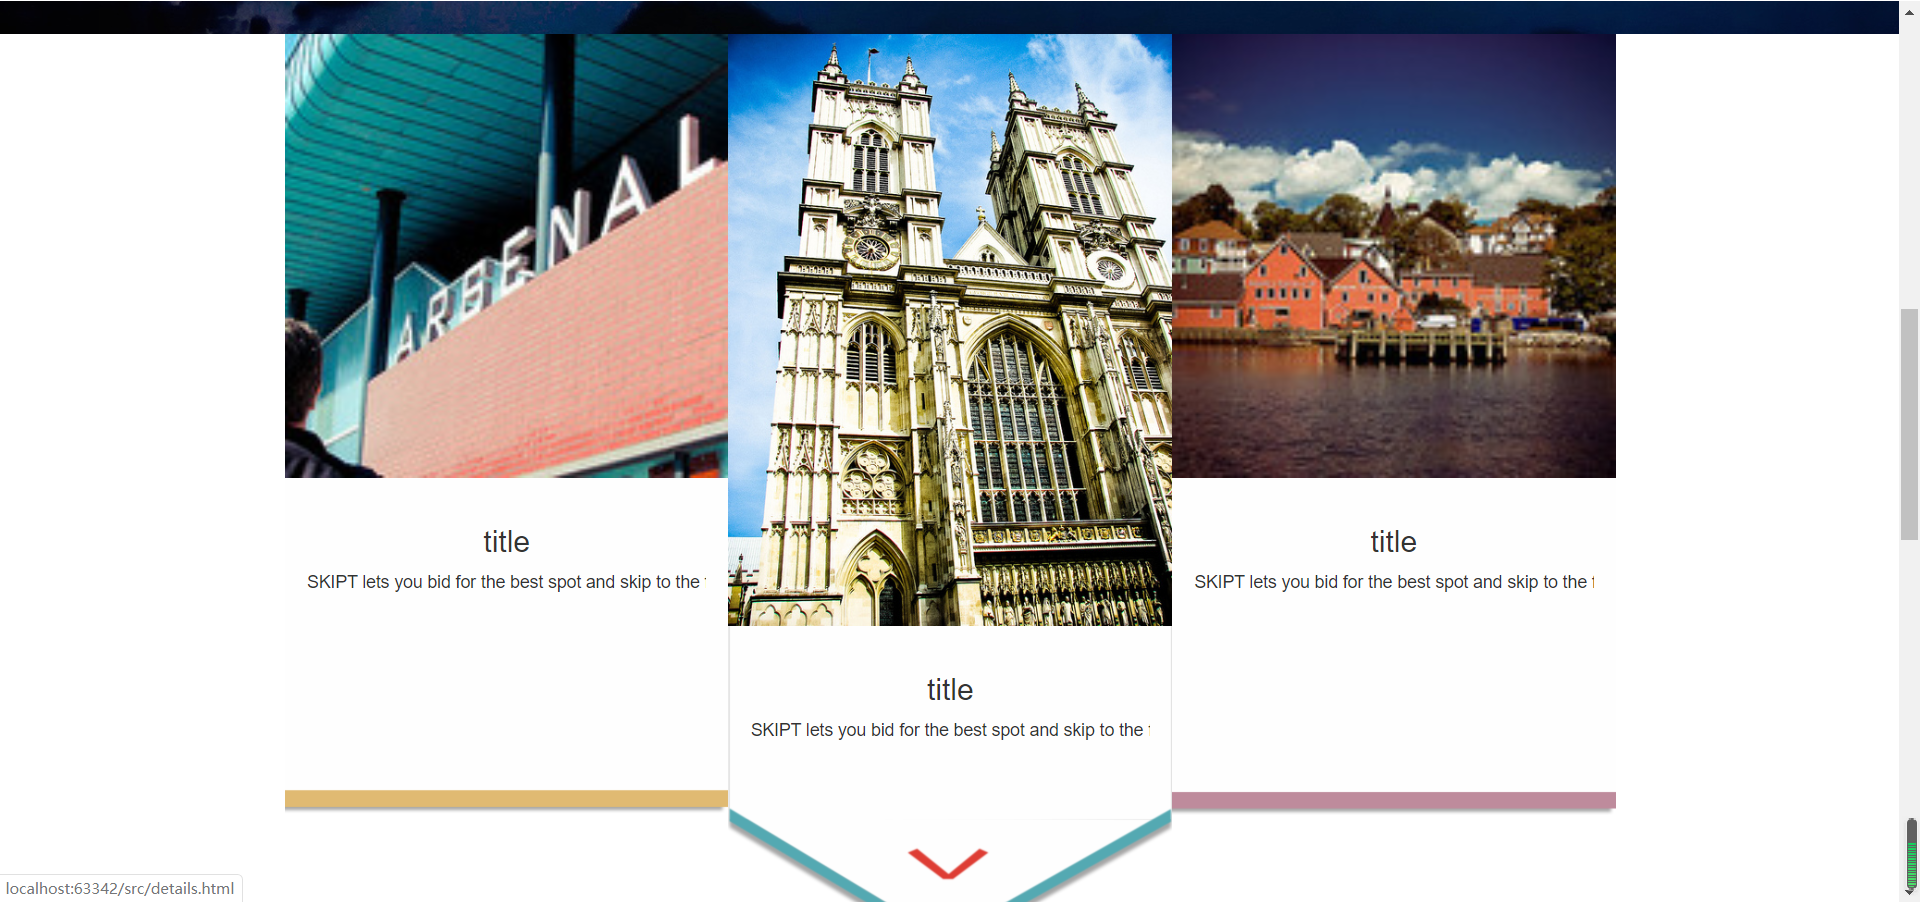 ARSENAL
title
SKIPT lets you bid for the best spot and skip to the
title
SKIPT lets you bid for the best spot and skip to the
title
SKIPT lets you bid for the best spot and skip to the
localhost:63342/src/details.html